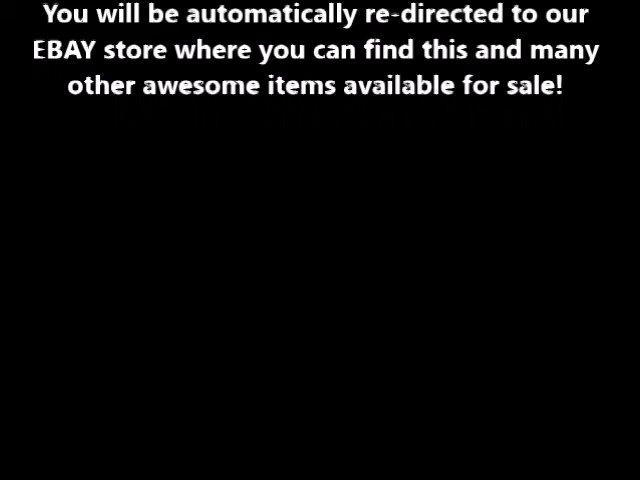 You will be automatically re-directed to our
EBAY store where you can find this and many
other awesome items available for sale!